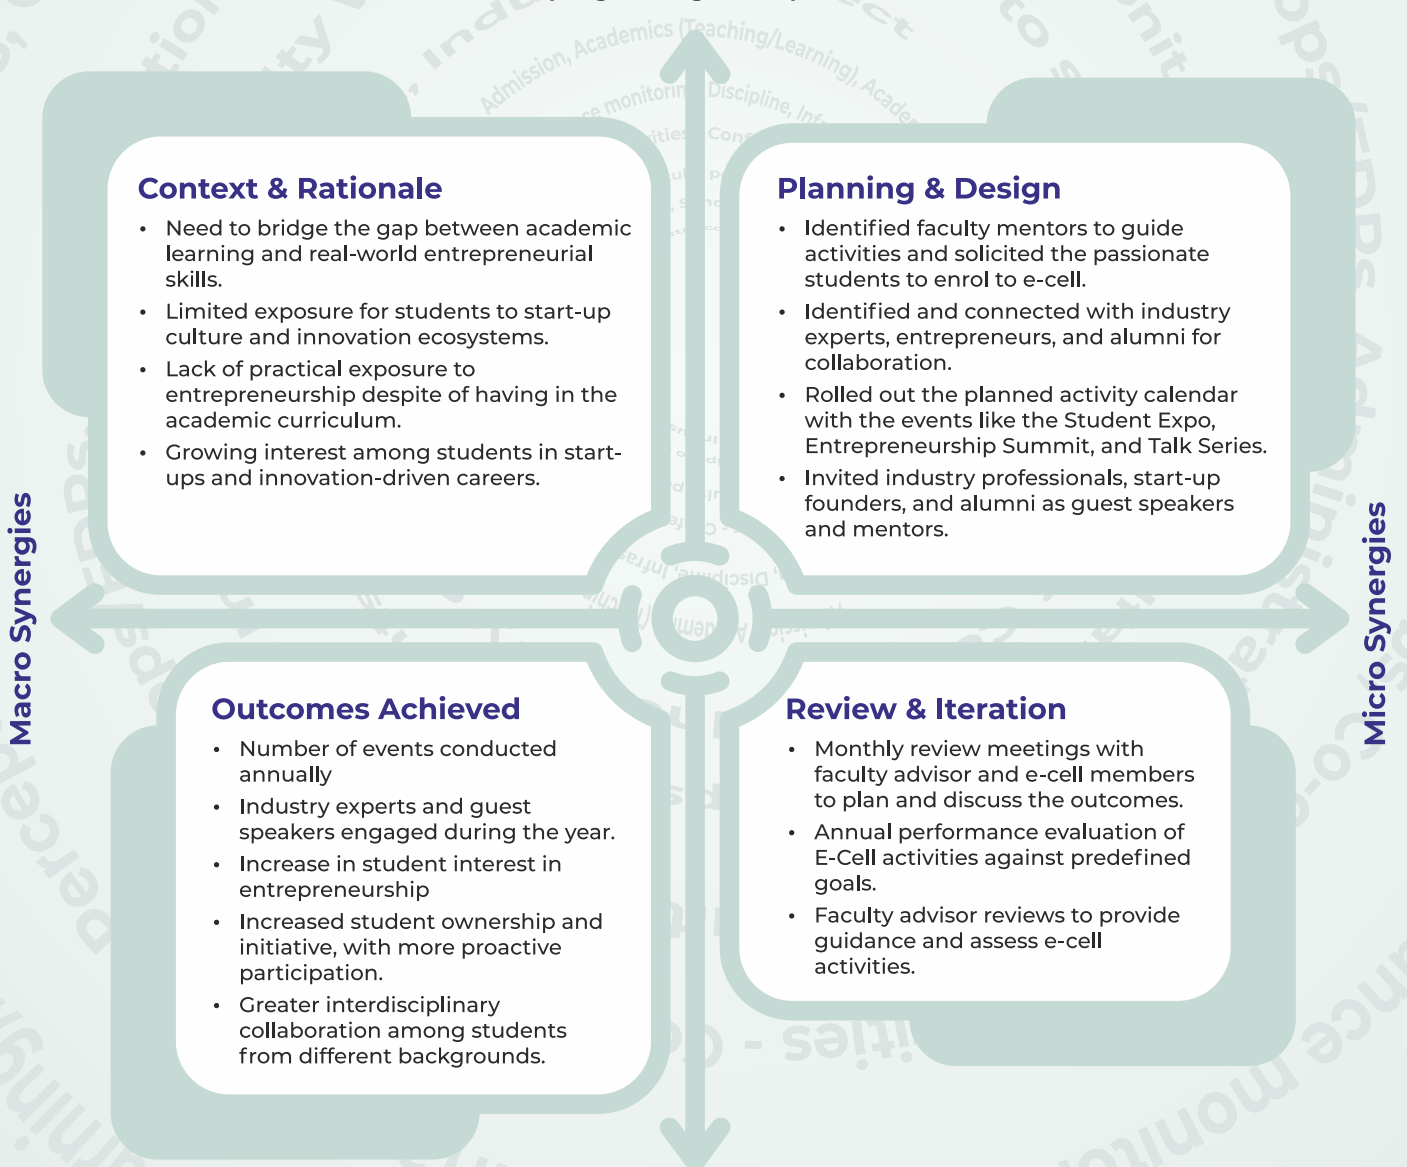 Admission, Academics (Teaching/Learning), Acade
Context & Rationale
• Need to bridge the gap between academic
learning and real-world entrepreneurial
skills.
• Limited exposure for students to start-up
culture and innovation ecosystems.
• Lack of practical exposure to
entrepreneurship despite of having in the
academic curriculum.
• Growing interest among students in start-
ups and innovation-driven careers.
Planning & Design
• Identified faculty mentors to guide
activities and solicited the passionate
students to enrol to e-cell.
• Identified and connected with industry
experts, entrepreneurs, and alumni for
collaboration.
• Rolled out the planned activity calendar
with the events like the Student Expo,
Entrepreneurship Summit, and Talk Series.
• Invited industry professionals, start-up
founders, and alumni as guest speakers
and mentors.
Macro Synergies
Micro Synergies
Outcomes Achieved
• Number of events conducted
annually
• Industry experts and guest
speakers engaged during the year.
• Increase in student interest in
entrepreneurship
• Increased student ownership and
initiative, with more proactive
participation.
• Greater interdisciplinary
collaboration among students
from different backgrounds.
Review & Iteration
• Monthly review meetings with
faculty advisor and e-cell members
to plan and discuss the outcomes.
• Annual performance evaluation of
E-Cell activities against predefined
goals.
• Faculty advisor reviews to provide
guidance and assess e-cell
activities.